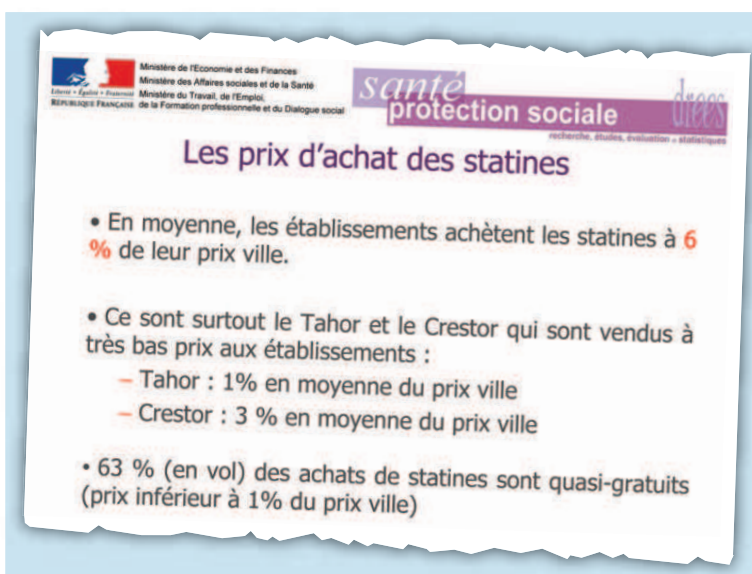 Ministère de l'Economie et des Finances
Ministère des Affaires sociales et de la Santé
Ministère du Travail, de l'Emploi,
de la Formation professionnelle et du Dialogue social
Liberté • Égalité • Fraternité
RÉPUBLIQUE FRANÇAISE
santé
protection sociale
drees
recherche, études, évaluation & statistiques
Les prix d'achat des statines
• En moyenne, les établissements achètent les statines à 6
% de leur prix ville.
• Ce sont surtout le Tahor et le Crestor qui sont vendus à
très bas prix aux établissements :
– Tahor : 1% en moyenne du prix ville
– Crestor : 3 % en moyenne du prix ville
• 63 % (en vol) des achats de statines sont quasi-gratuits
(prix inférieur à 1% du prix ville)